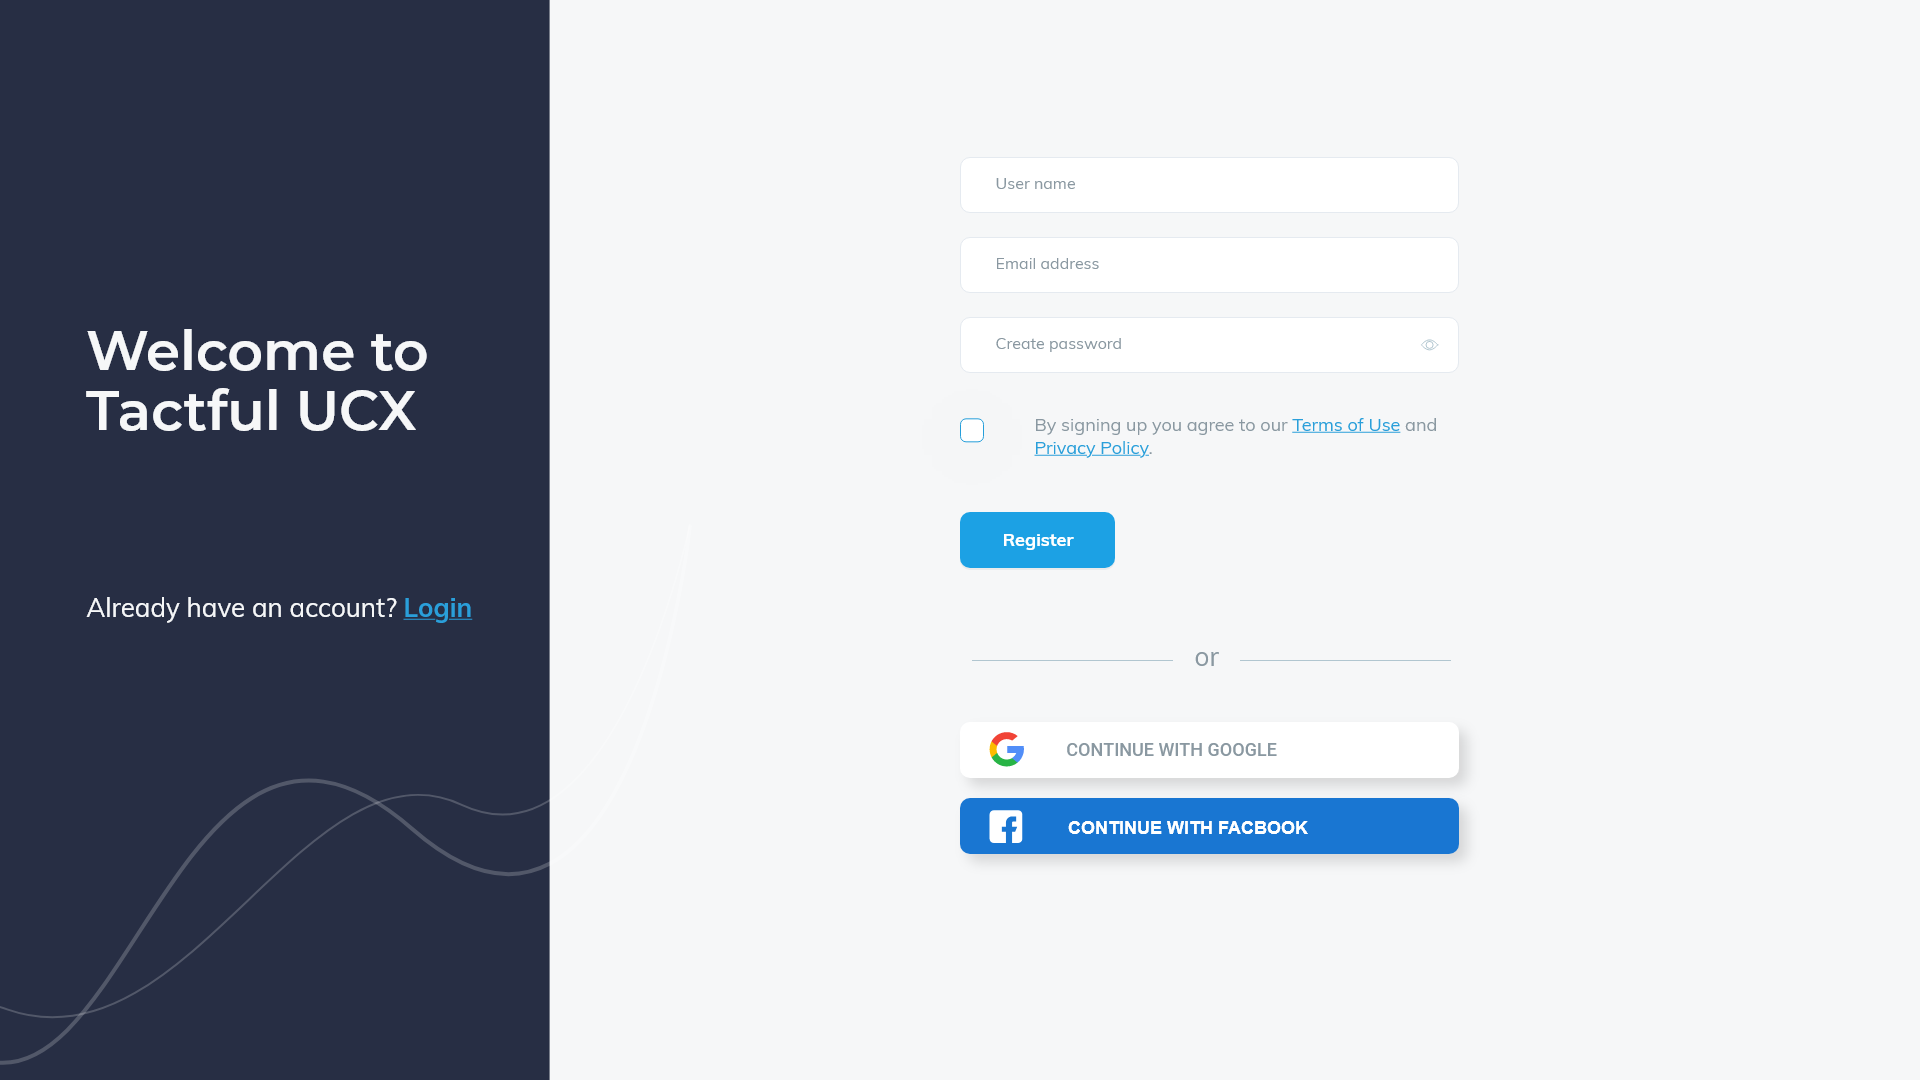 Welcome to
Tactful UCX
Already have an account? Login
User name
Email address
Create password
By signing up you agree to our Terms of Use and
Privacy Policy.
Register
or
CONTINUE WITH GOOGLE
CONTINUE WITH FACBOOK